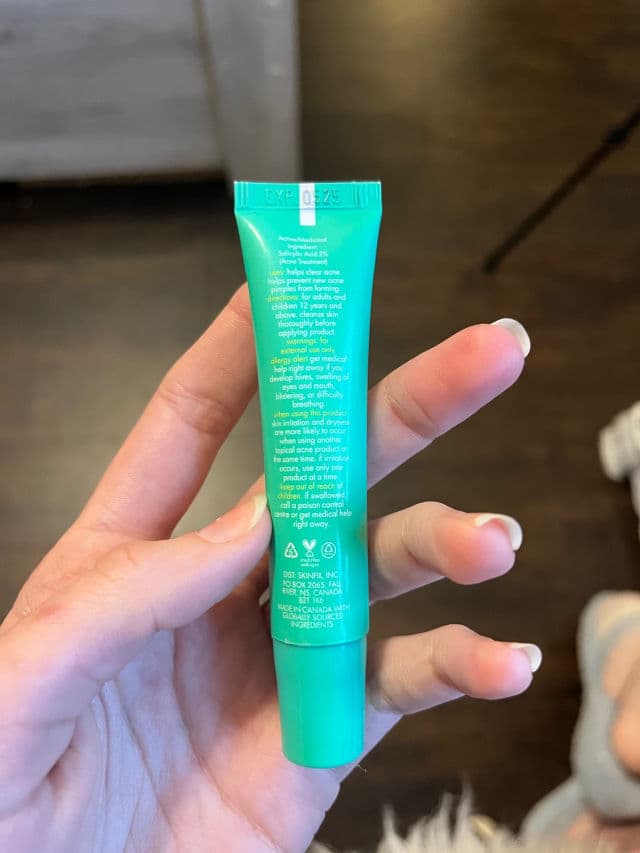 EXP 0525
Active/Medicinal
Ingredient:
Salicylic Acid 2%
(Acne Treatment)
uses: helps clear acne
helps prevent new acne
pimples from forming
directions: for adults and
children 12 years and
above, cleanse skin
thoroughly before
applying product.
warnings: for
external use only
allergy alert get medical
help right away if you
develop hives, swelling of
eyes and mouth,
blistering, or difficulty
breathing
when using this product
skin irritation and dryness
are more likely to occur
when using another
topical acne product at
the same time. if irritation
occurs, use only one
product at a time.
keep out of reach of
children. if swallowed,
call a poison control
centre or get medical help
right away.
DIST. SKINFIX, INC.
PO BOX 2065, FALL
RIVER, NS, CANADA
B2T 1K6
MADE IN CANADA WITH
GLOBALLY SOURCED
INGREDIENTS